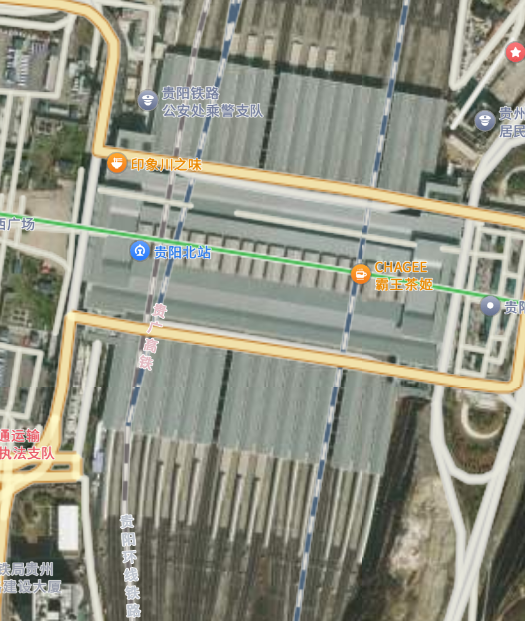 贵阳铁路
公安处乘警支队
贵州
居民
印象川之味
西广场
贵阳北站
CHAGEE
霸王茶姬
贵阳
贵广高铁
通运输
执法支队
贵阳环线铁路
铁局贵州
建设大厦